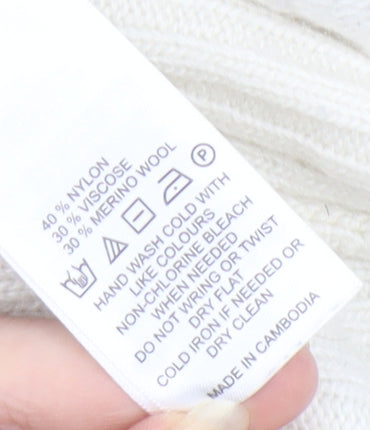 40 % NYLON
30 % VISCOSE
30 % MERINO WOOL
P
HAND WASH COLD WITH
LIKE COLOURS
NON-CHLORINE BLEACH
WHEN NEEDED
DO NOT WRING OR TWIST
DRY FLAT
COLD IRON IF NEEDED OR
DRY CLEAN
MADE IN CAMBODIA